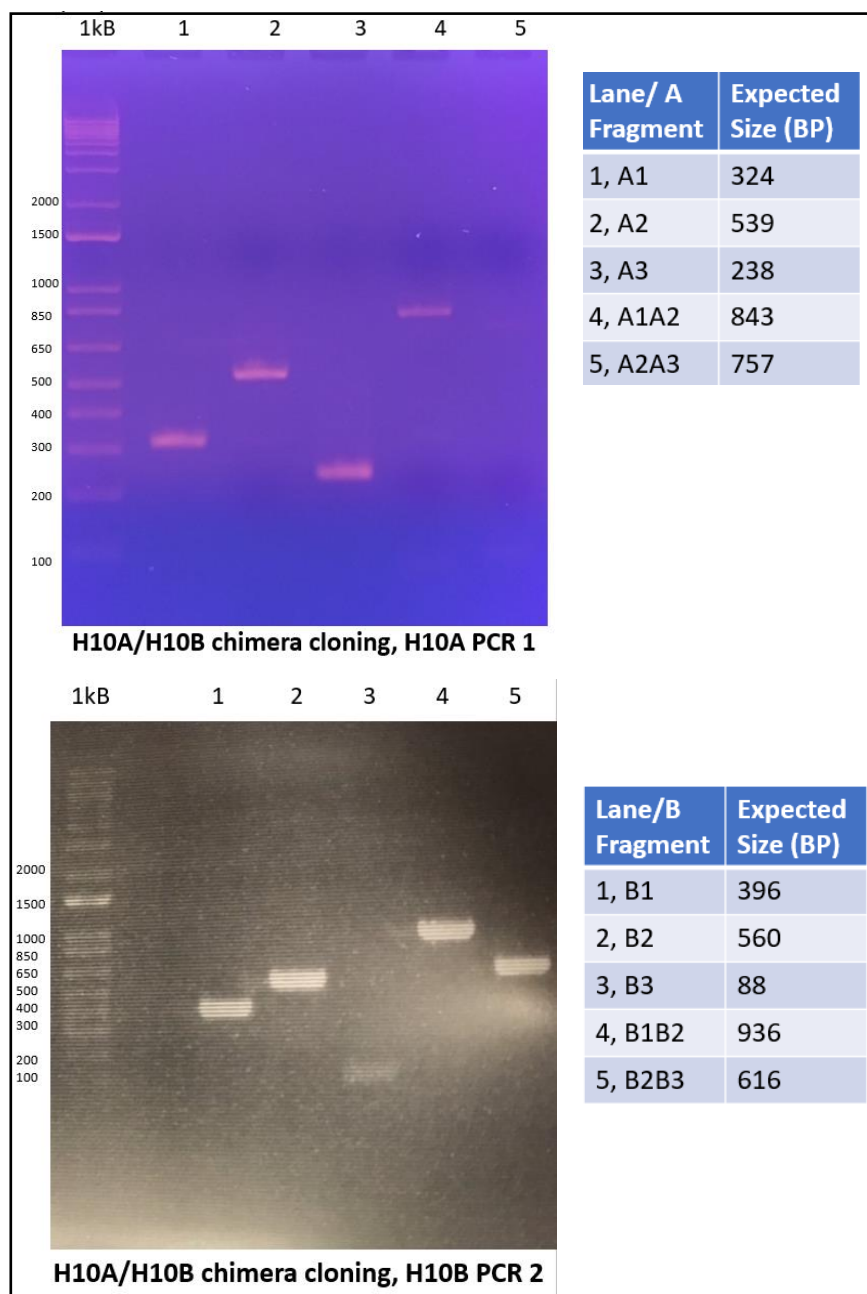 1kB 1 2 3 4 5
2000
1500
1000
850
650
500
400
300
200
100
H10A/H10B chimera cloning, H10A PCR 1
Lane/ A Fragment Expected Size (BP)
1, A1 324
2, A2 539
3, A3 238
4, A1A2 843
5, A2A3 757
1kB 1 2 3 4 5
2000
1500
1000
850
650
500
400
300
200
100
H10A/H10B chimera cloning, H10B PCR 2
Lane/B Fragment Expected Size (BP)
1, B1 396
2, B2 560
3, B3 88
4, B1B2 936
5, B2B3 616